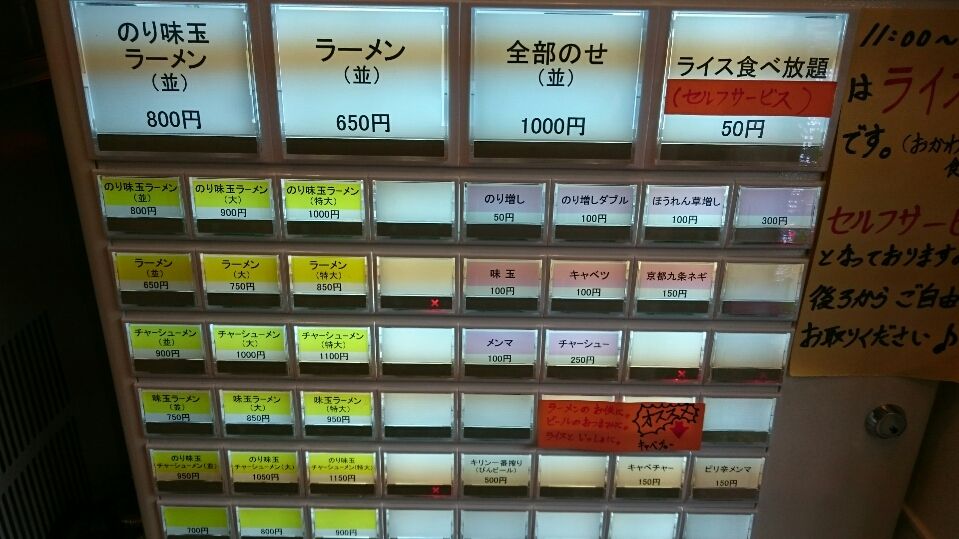 のり味玉
ラーメン
(並)
800円
ラーメン
(並)
650円
全部のせ
(並)
1000円
ライス食べ放題
(セルフサービス)
50円
のり味玉ラーメン
(並)
800円
のり味玉ラーメン
(大)
900円
のり味玉ラーメン
(特大)
1000円
のり増し
50円
のり増しダブル
100円
ほうれん草増し
100円
300円
ラーメン
(並)
650円
ラーメン
(大)
750円
ラーメン
(特大)
850円
味玉
100円
キャベツ
100円
京都九条ネギ
150円
チャーシューメン
(並)
900円
チャーシューメン
(大)
1000円
チャーシューメン
(特大)
1100円
メンマ
100円
チャーシュー
250円
味玉ラーメン
(並)
750円
味玉ラーメン
(大)
850円
味玉ラーメン
(特大)
950円
ラーメンのお供に。
ビールのおつまみに。
ライスといっしょに。
オススメ
キャベチャー
のり味玉
チャーシューメン(並)
950円
のり味玉
チャーシューメン(大)
1050円
のり味玉
チャーシューメン(特大)
1150円
キリン一番搾り
(びんビール)
500円
キャベチャー
150円
ピリ辛メンマ
150円
700円
800円
900円
11:00~
はライス
です。(おかわ
セルフサービ
となっております。
後ろからご自由
お取りください♪